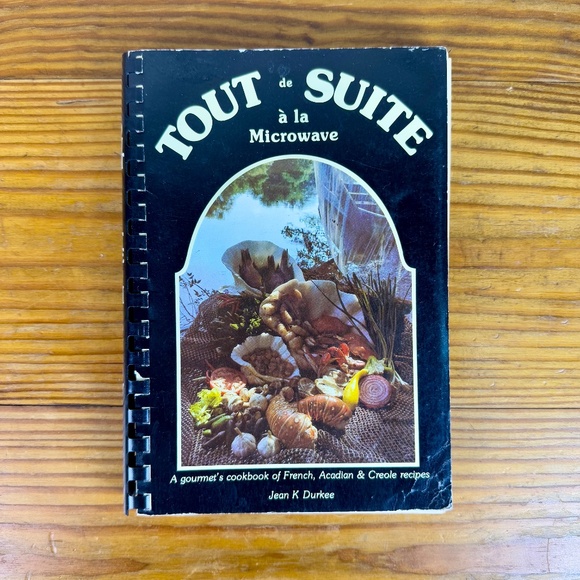 TOUT de SUITE
à la
Microwave
A gourmet's cookbook of French, Acadian & Creole recipes
Jean K Durkee